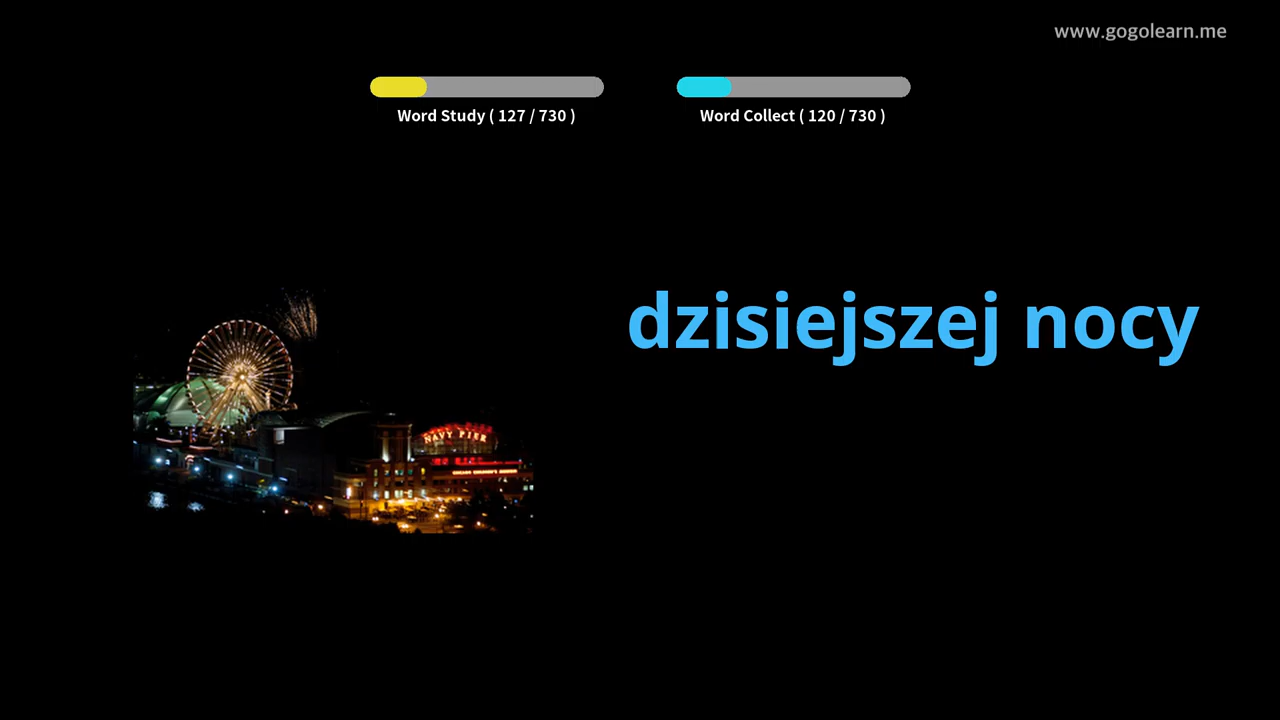 www.gogolearn.me
Word Study ( 127 / 730 )
Word Collect ( 120 / 730 )
dzisiejszej nocy
NAVY PIER